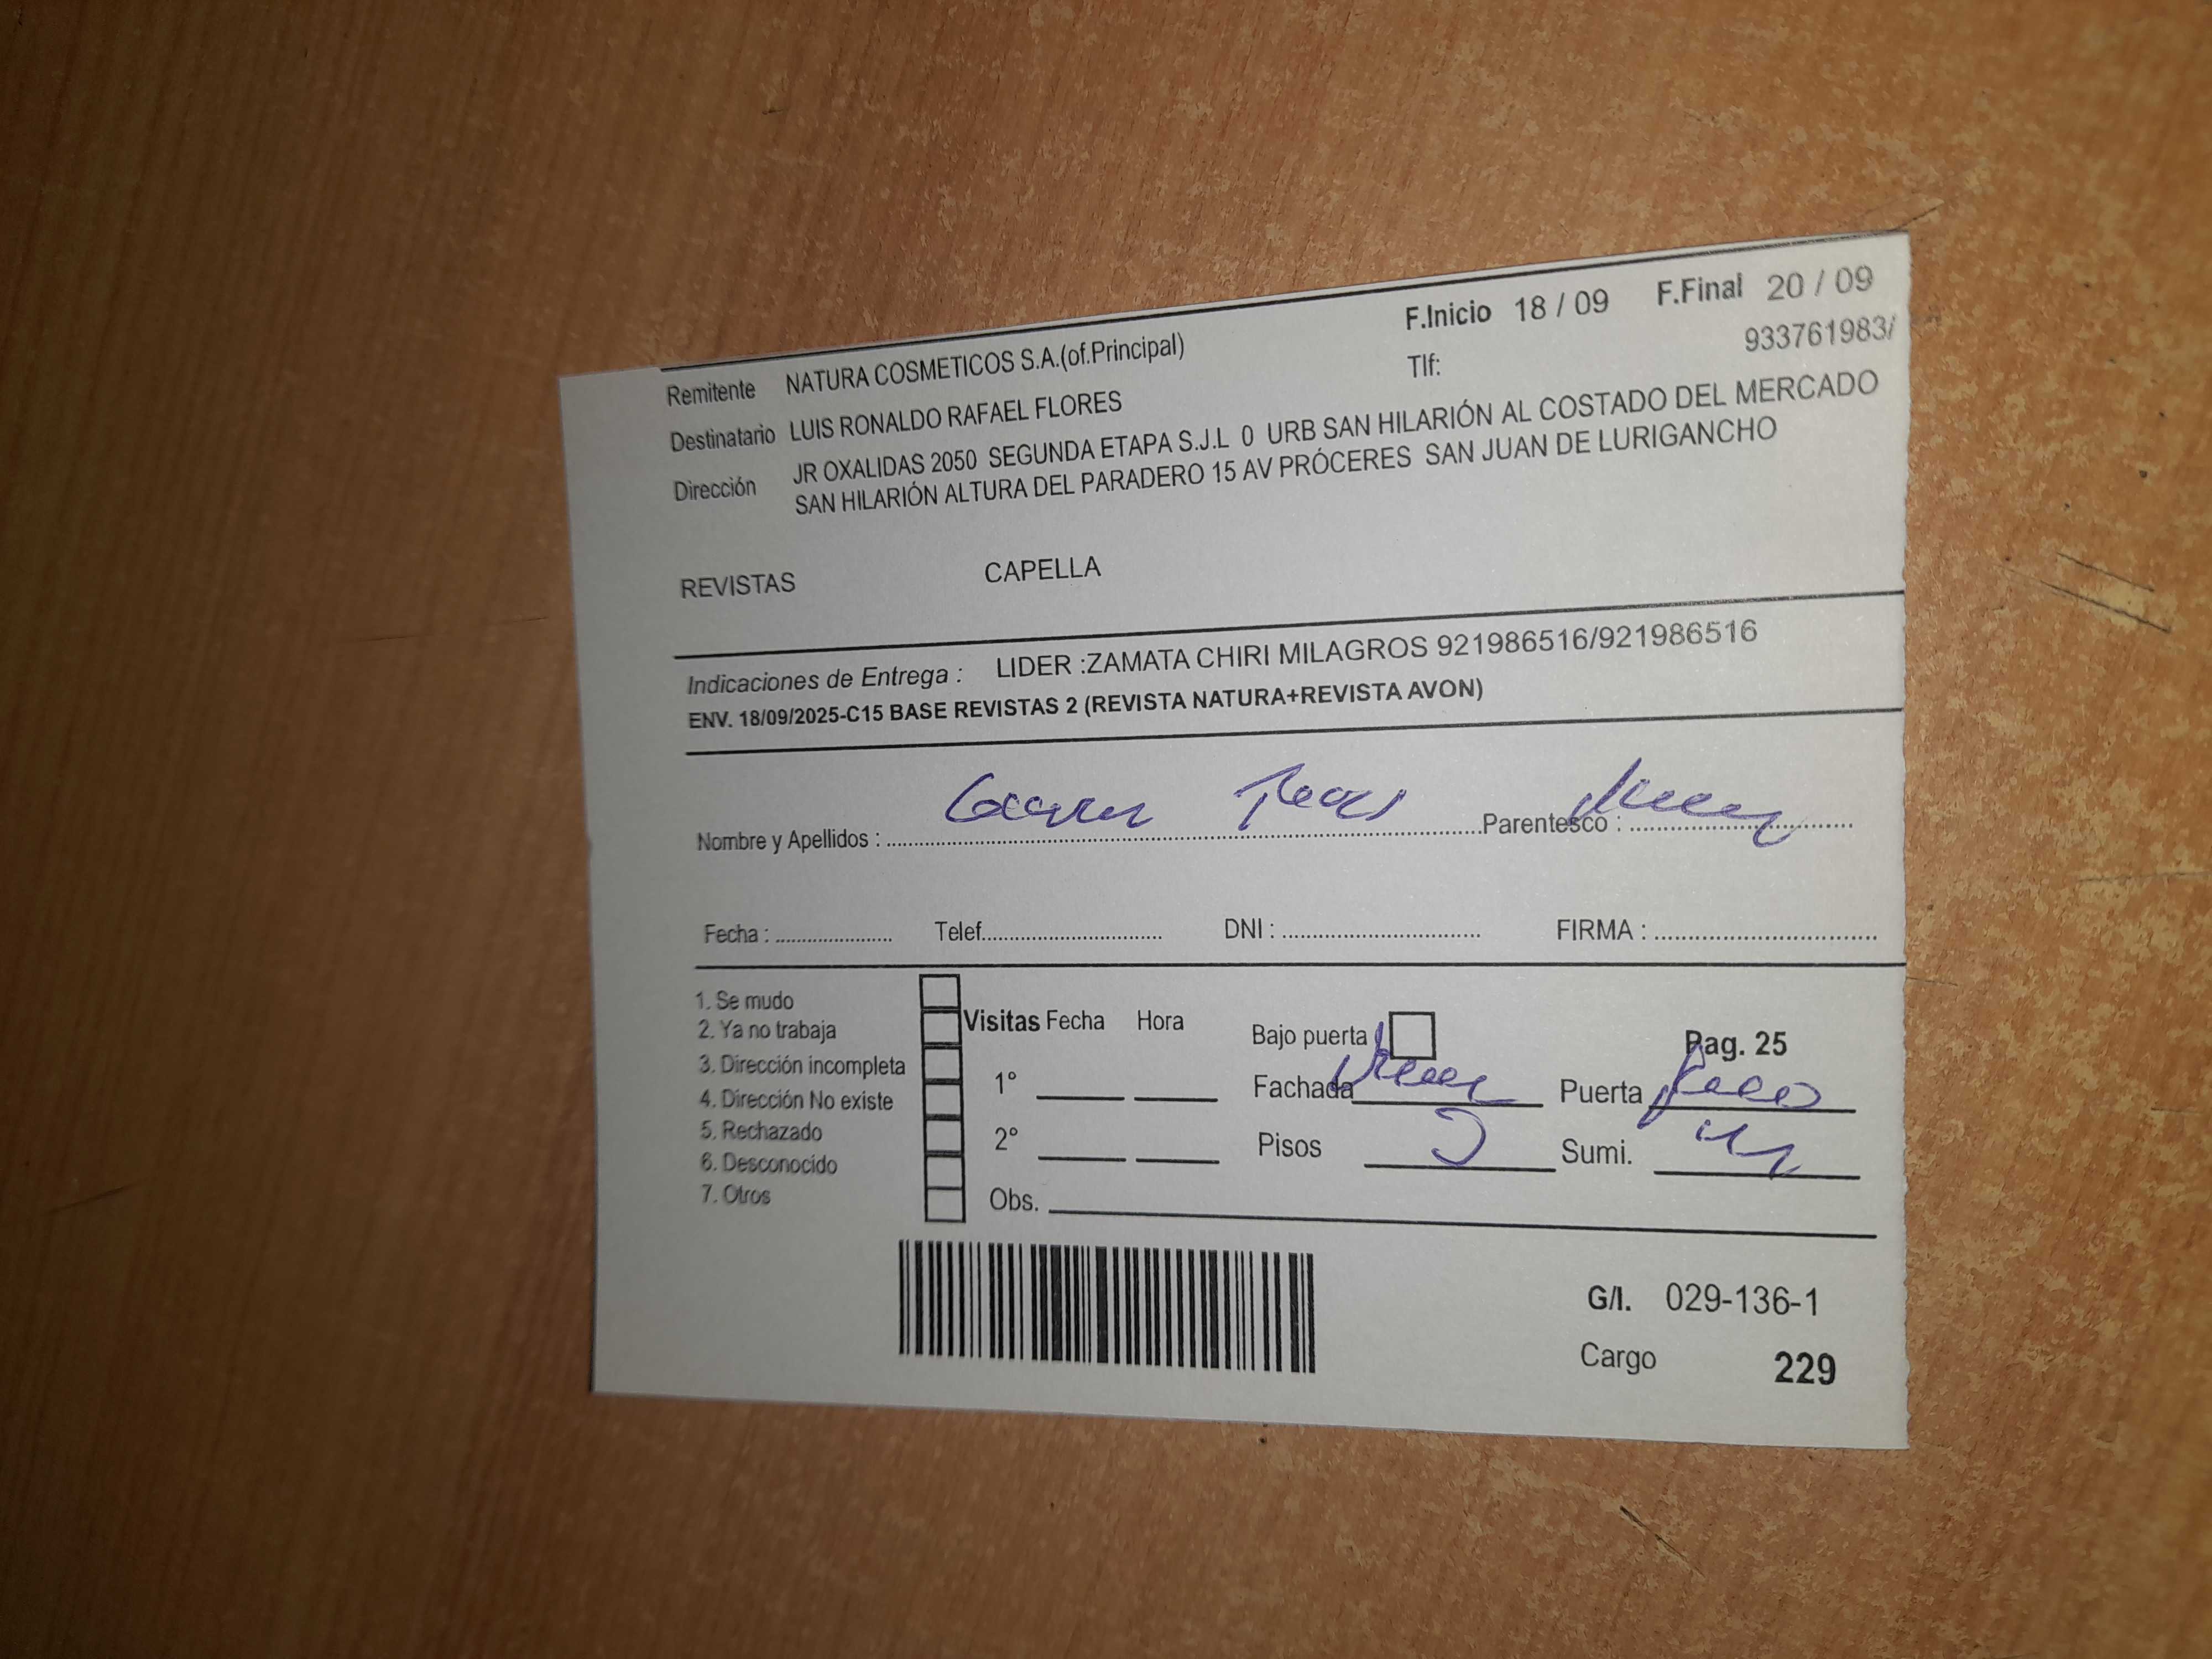 F.Inicio 18 / 09 F.Final 20 / 09
Remitente NATURA COSMETICOS S.A.(of.Principal) Tlf: 933761983/
Destinatario LUIS RONALDO RAFAEL FLORES
Dirección JR OXALIDAS 2050 SEGUNDA ETAPA S.J.L 0 URB SAN HILARIÓN AL COSTADO DEL MERCADO
SAN HILARIÓN ALTURA DEL PARADERO 15 AV PRÓCERES SAN JUAN DE LURIGANCHO
REVISTAS CAPELLA
Indicaciones de Entrega : LIDER :ZAMATA CHIRI MILAGROS 921986516/921986516
ENV. 18/09/2025-C15 BASE REVISTAS 2 (REVISTA NATURA+REVISTA AVON)
Nombre y Apellidos : Parentesco :
Fecha : Telef. DNI : FIRMA :
1. Se mudo
2. Ya no trabaja
3. Dirección incompleta
4. Dirección No existe
5. Rechazado
6. Desconocido
7. Otros
Visitas Fecha Hora
1°
2°
Obs.
Bajo puerta Pag. 25
Fachada Puerta
Pisos Sumi.
G/I. 029-136-1
Cargo 229